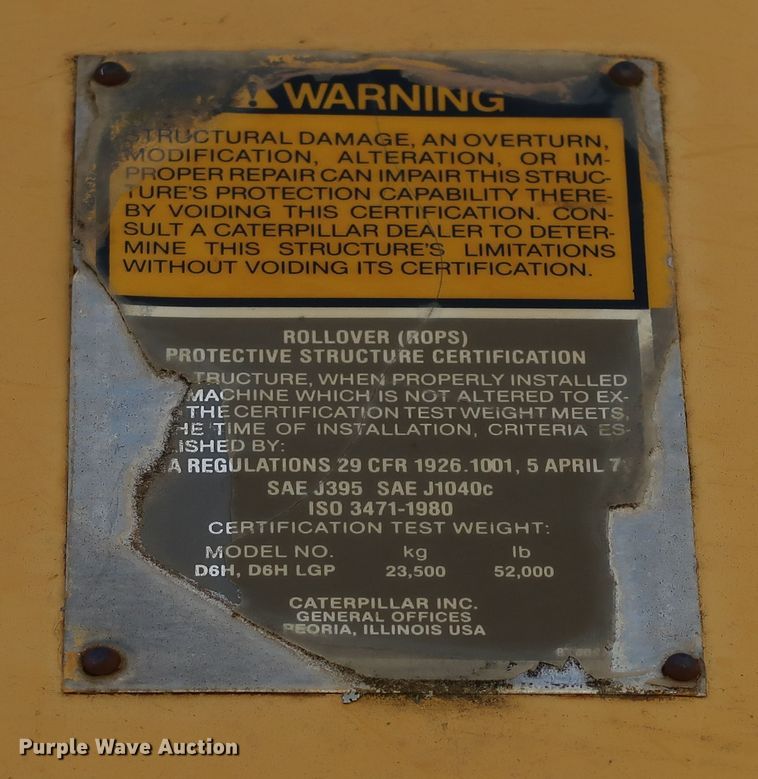 WARNING
STRUCTURAL DAMAGE, AN OVERTURN,
MODIFICATION, ALTERATION, OR IM-
PROPER REPAIR CAN IMPAIR THIS STRUC-
TURE'S PROTECTION CAPABILITY THERE-
BY VOIDING THIS CERTIFICATION. CON-
SULT A CATERPILLAR DEALER TO DETER-
MINE THIS STRUCTURE'S LIMITATIONS
WITHOUT VOIDING ITS CERTIFICATION.
ROLLOVER (ROPS)
PROTECTIVE STRUCTURE CERTIFICATION
TRUCTURE, WHEN PROPERLY INSTALLED
MACHINE WHICH IS NOT ALTERED TO EX-
THE CERTIFICATION TEST WEIGHT MEETS,
HE TIME OF INSTALLATION, CRITERIA ES-
ISHED BY:
A REGULATIONS 29 CFR 1926.1001, 5 APRIL 7
SAE J395 SAE J1040c
ISO 3471-1980
CERTIFICATION TEST WEIGHT:
MODEL NO. kg lb
D6H, D6H LGP 23,500 52,000
CATERPILLAR INC.
GENERAL OFFICES
PEORIA, ILLINOIS USA
Purple Wave Auction